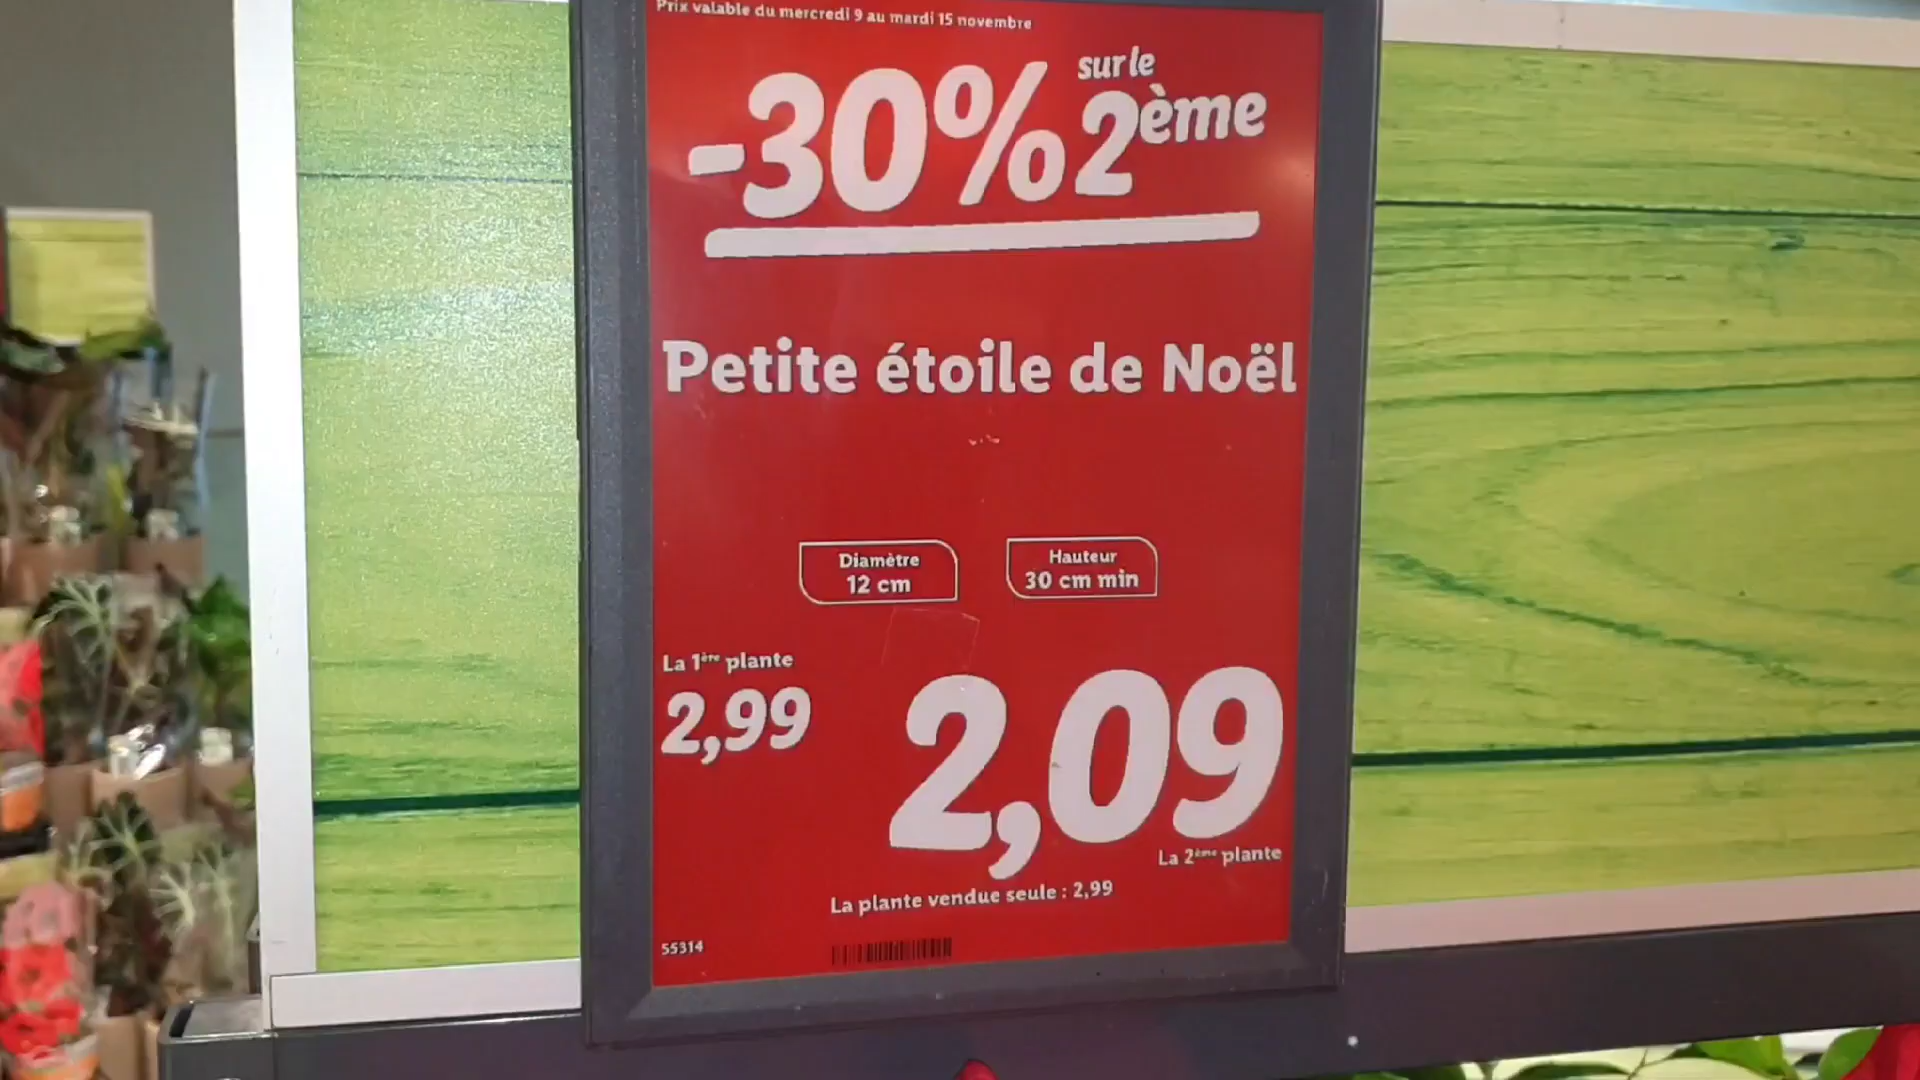 Prix valable du mercredi 9 au mardi 15 novembre
-30% sur le 2ème
Petite étoile de Noël
Diamètre
12 cm
Hauteur
30 cm min
La 1ère plante
2,99
2,09
La 2ème plante
La plante vendue seule : 2,99
55314